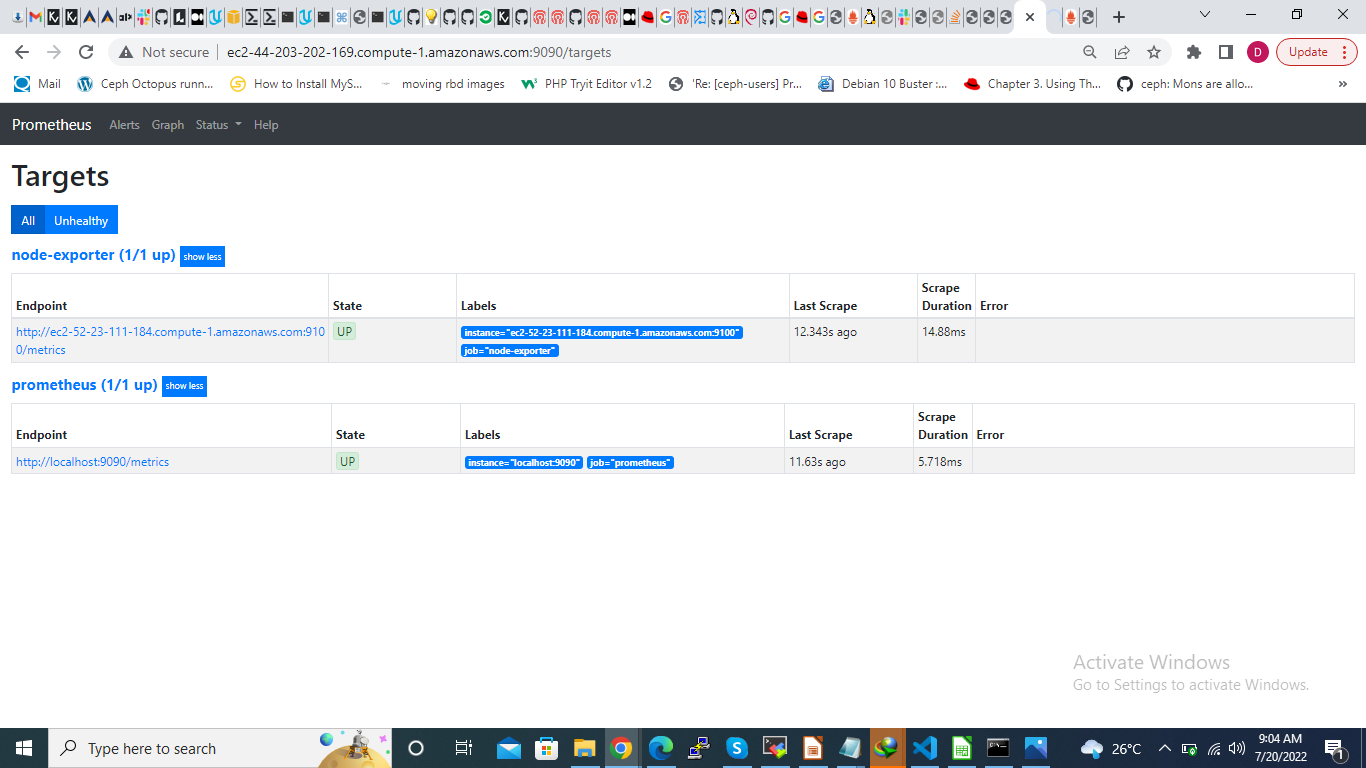 Not secure
ec2-44-203-202-169.compute-1.amazonaws.com:9090/targets
D
Update
Mail
Ceph Octopus runn...
How to Install MyS...
moving rbd images
PHP Tryit Editor v1.2
'Re: [ceph-users] Pr...
Debian 10 Buster :...
Chapter 3. Using Th...
ceph: Mons are allo...
»
Prometheus Alerts Graph Status Help
Targets
All Unhealthy
node-exporter (1/1 up) show less
Endpoint State Labels Last Scrape Scrape Duration Error
http://ec2-52-23-111-184.compute-1.amazonaws.com:910
0/metrics
UP
instance="ec2-52-23-111-184.compute-1.amazonaws.com:9100"
job="node-exporter"
12.343s ago
14.88ms
prometheus (1/1 up) show less
Endpoint State Labels Last Scrape Scrape Duration Error
http://localhost:9090/metrics UP instance="localhost:9090" job="prometheus" 11.63s ago 5.718ms
Activate Windows
Go to Settings to activate Windows.
Type here to search
26°C
9:04 AM
7/20/2022
1